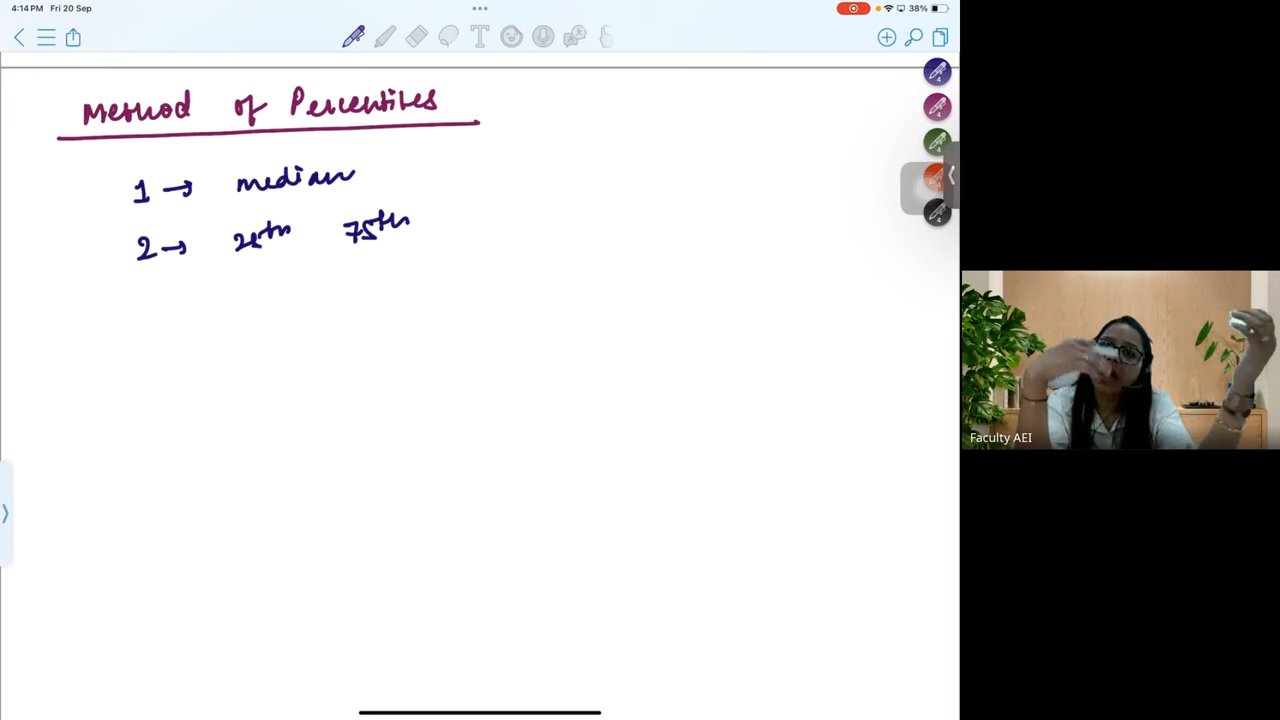 4:14 PM Fri 20 Sep
38%
Method of Percentiles
1 → median
2 → 25th 75th
Faculty AEI